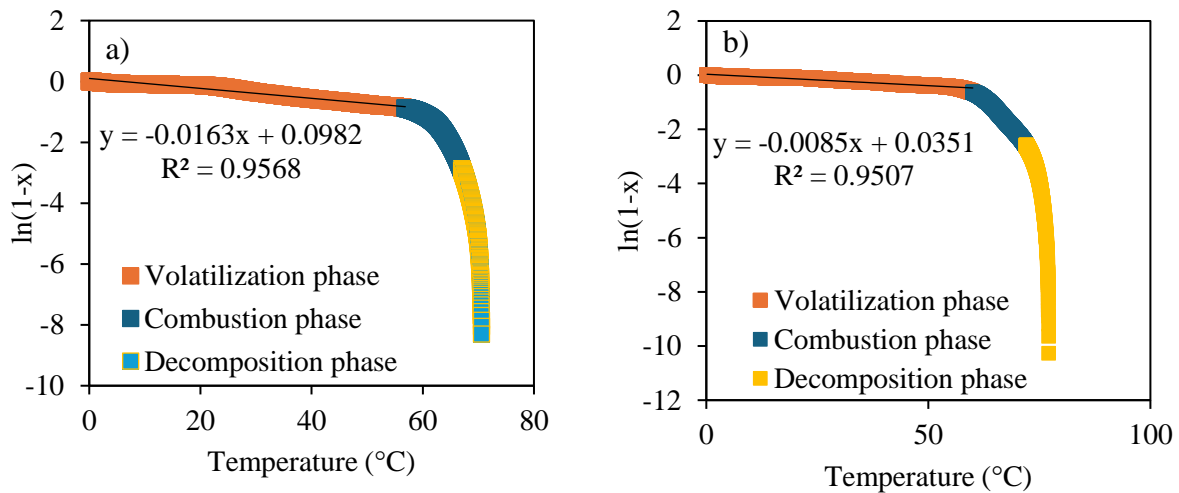 a)
2
0
-2
-4
-6
-8
-10
ln(1-x)
y = -0.0163x + 0.0982
R² = 0.9568
Volatilization phase
Combustion phase
Decomposition phase
0 20 40 60 80
Temperature (°C)
b)
2
0
-2
-4
-6
-8
-10
-12
ln(1-x)
y = -0.0085x + 0.0351
R² = 0.9507
Volatilization phase
Combustion phase
Decomposition phase
0 50 100
Temperature (°C)